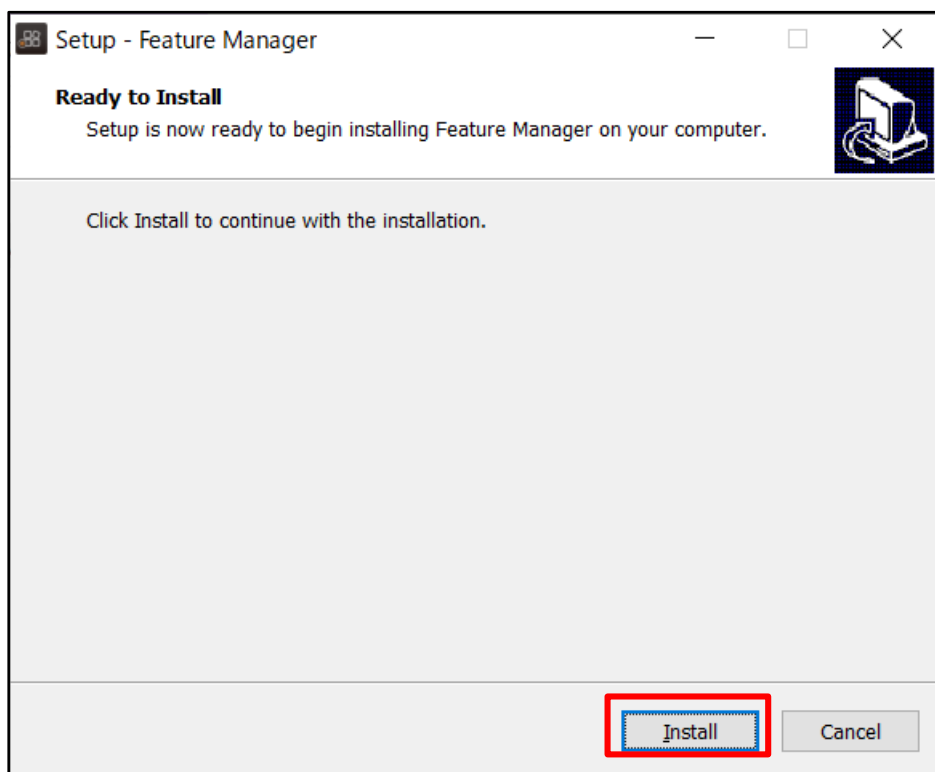 Setup - Feature Manager
Ready to Install
Setup is now ready to begin installing Feature Manager on your computer.
Click Install to continue with the installation.
Install
Cancel